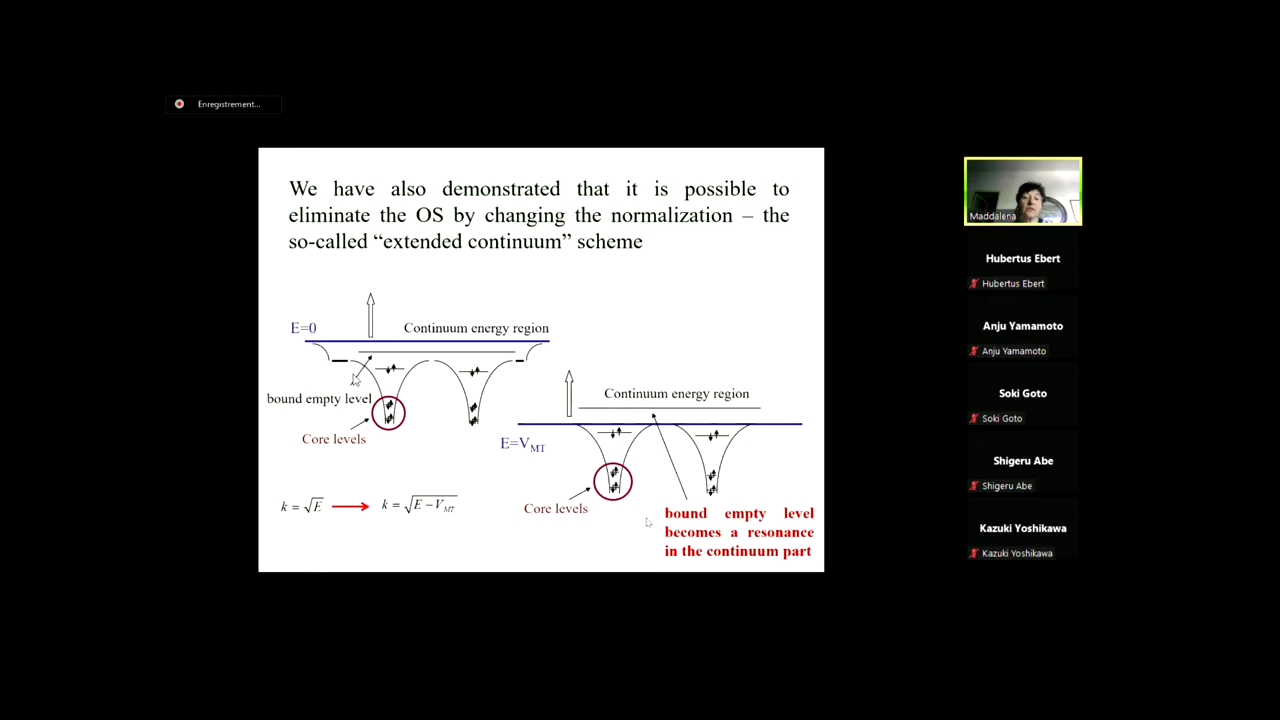 Enregistrement...
We have also demonstrated that it is possible to
eliminate the OS by changing the normalization – the
so-called “extended continuum” scheme
E=0
Continuum energy region
bound empty level
Core levels
k = √E
k = √E – V_MT
Continuum energy region
E=V_MT
Core levels
bound empty level
becomes a resonance
in the continuum part
Maddalena
Hubertus Ebert
Hubertus Ebert
Anju Yamamoto
Anju Yamamoto
Soki Goto
Soki Goto
Shigeru Abe
Shigeru Abe
Kazuki Yoshikawa
Kazuki Yoshikawa